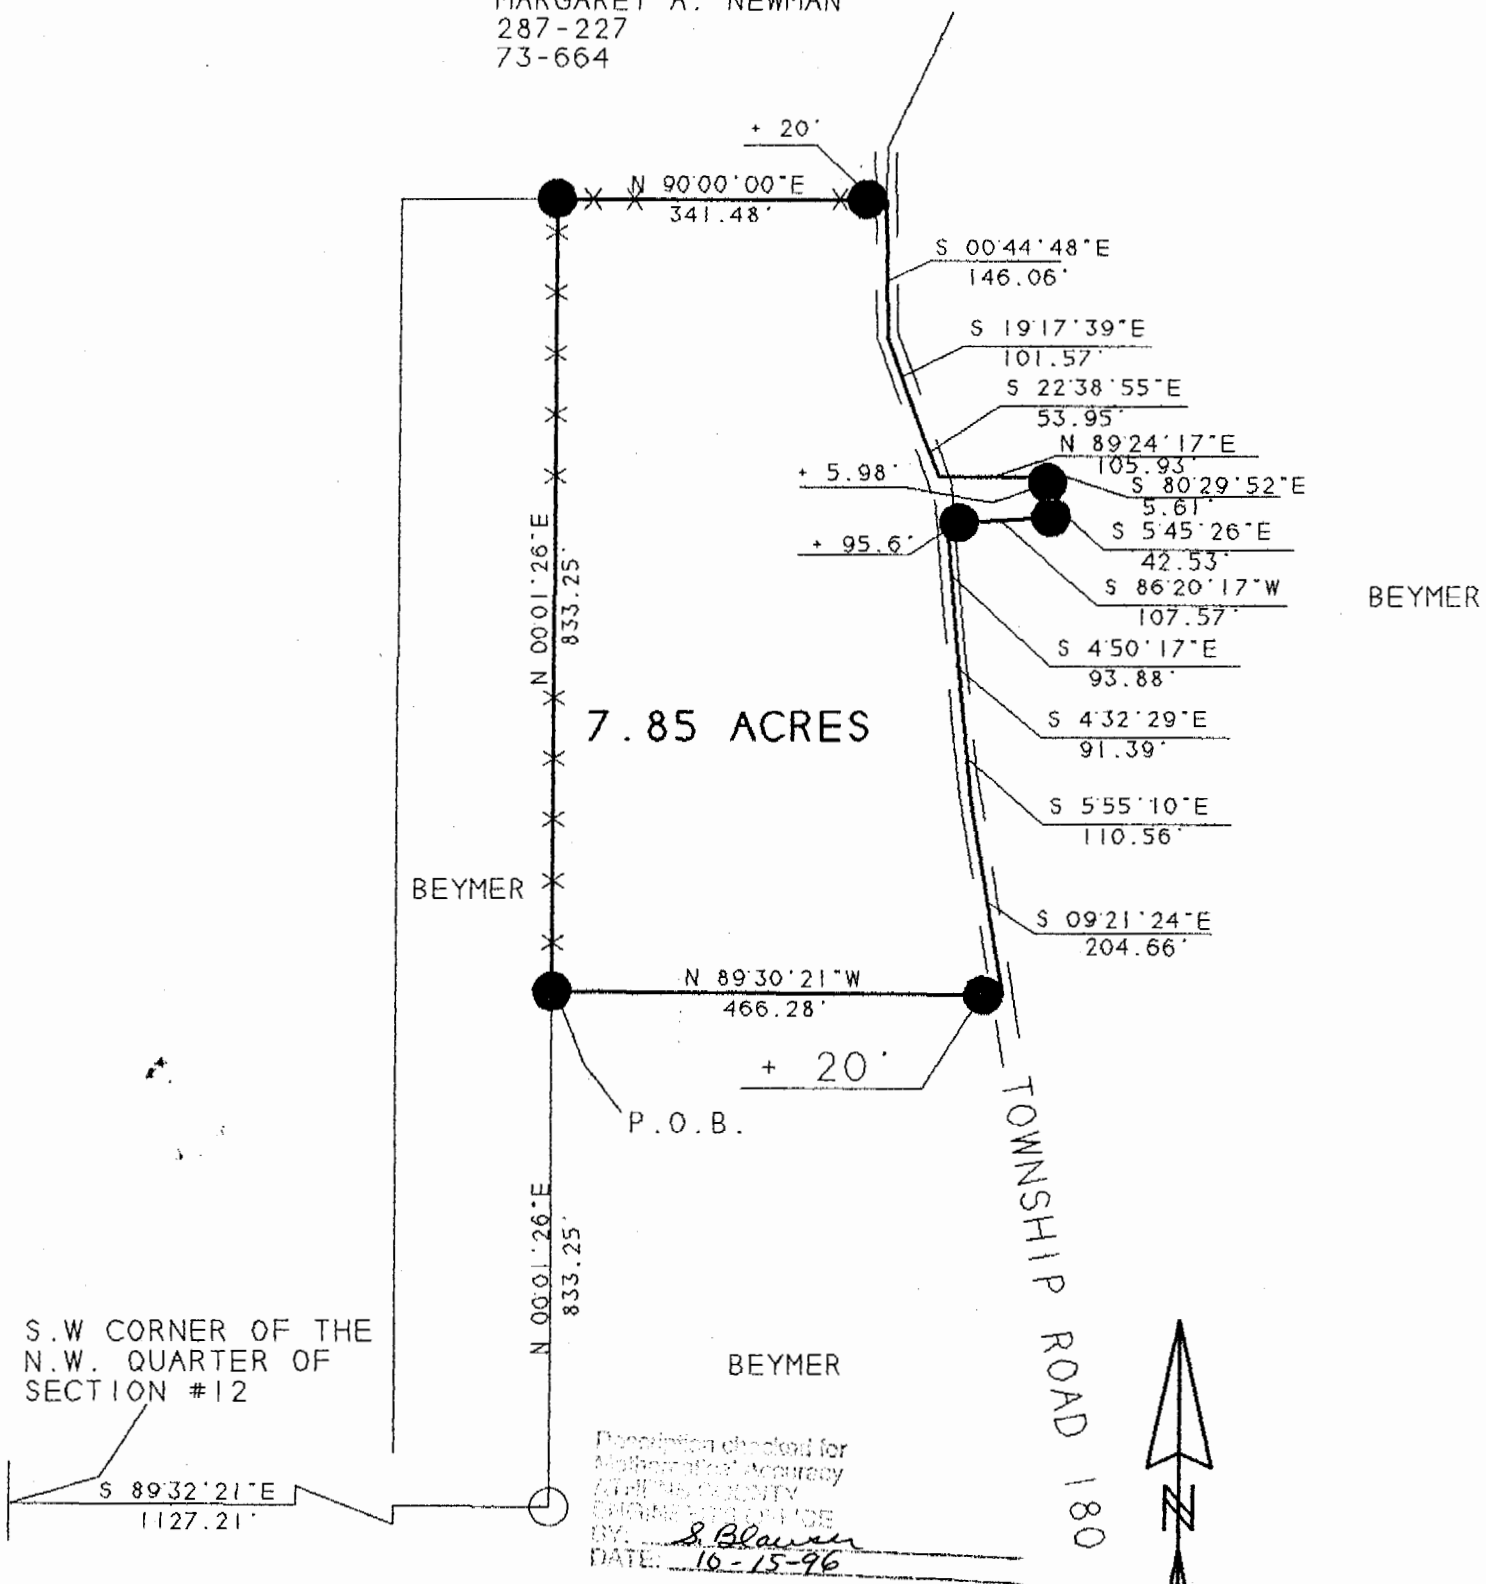 MARGARET A. NEWMAN
287-227
73-664
+ 20'
N 90°00'00"E
341.48'
S 00°44'48"E
146.06'
S 19°17'39"E
101.57'
S 22°38'55"E
53.95'
N 89°24'17"E
105.93'
+ 5.98'
S 80°29'52"E
5.61'
+ 95.6'
S 5°45'26"E
42.53'
S 86°20'17"W
107.57'
BEYMER
N 00°01'26"E
833.25'
S 4°50'17"E
93.88'
7.85 ACRES
S 4°32'29"E
91.39'
S 5°55'10"E
110.56'
BEYMER
S 09°21'24"E
204.66'
N 89°30'21"W
466.28'
+ 20'
P.O.B.
TOWNSHIP ROAD 180
N 00°01'26"E
833.25'
S.W CORNER OF THE
N.W. QUARTER OF
SECTION #12
BEYMER
S 89°32'21"E
1127.21'
Description checked for
Mathematical Accuracy
ATHENS COUNTY
ENGINEER'S OFFICE
BY: S. Blauser
DATE: 10-15-96
N